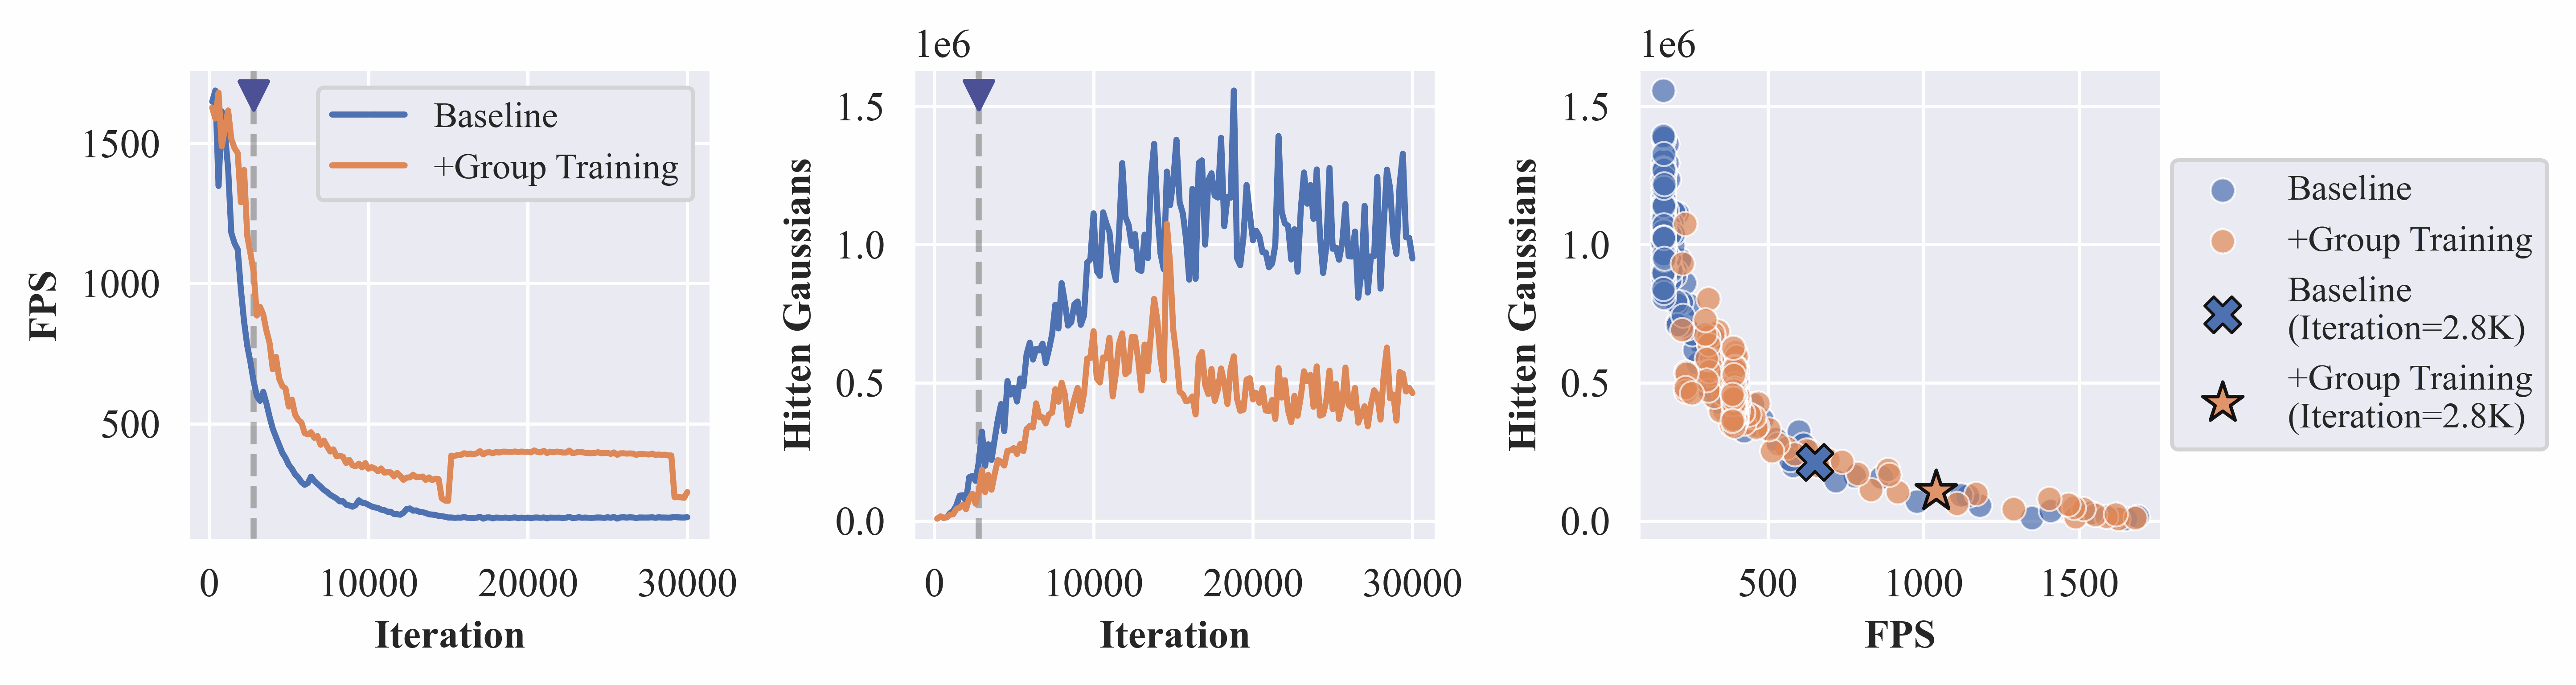 1500
1000
500
FPS
0
10000
20000
30000
Iteration
Baseline
+Group Training
1e6
1.5
1.0
0.5
0.0
Hitten Gaussians
0
10000
20000
30000
Iteration
1e6
1.5
1.0
0.5
0.0
Hitten Gaussians
500
1000
1500
FPS
Baseline
+Group Training
Baseline
(Iteration=2.8K)
+Group Training
(Iteration=2.8K)